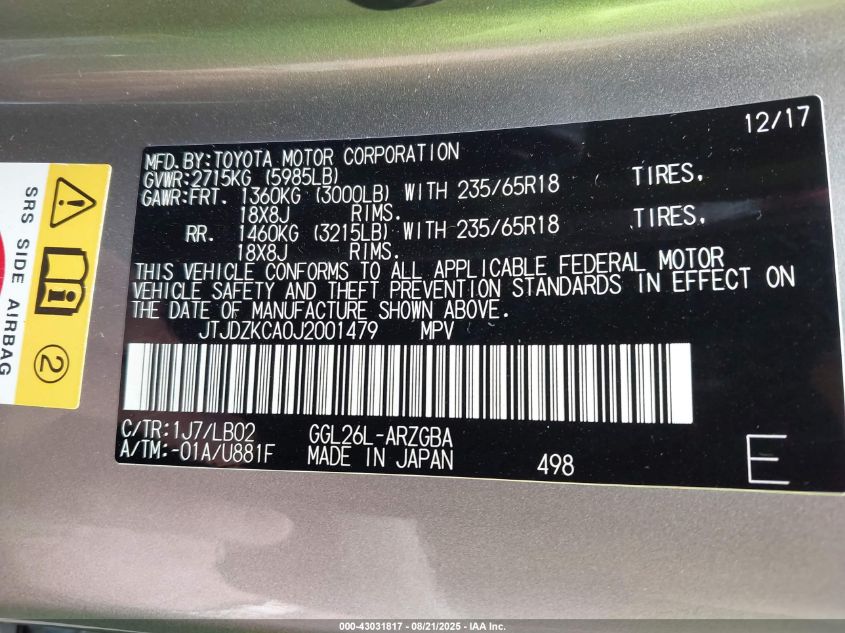 12/17
MFD.BY:TOYOTA MOTOR CORPORATION
GVWR:2715KG (5985LB)
GAWR:FRT. 1360KG (3000LB) WITH 235/65R18 TIRES,
18X8J RIMS.
RR. 1460KG (3215LB) WITH 235/65R18 TIRES,
18X8J RIMS.
THIS VEHICLE CONFORMS TO ALL APPLICABLE FEDERAL MOTOR
VEHICLE SAFETY AND THEFT PREVENTION STANDARDS IN EFFECT ON
THE DATE OF MANUFACTURE SHOWN ABOVE.
JTJDZKCA0J2001479 MPV
C/TR:1J7/LB02 GGL26L-ARZGBA
A/TM:-01A/U881F MADE IN JAPAN 498
E
SRS SIDE AIRBAG
2
000-43031817 - 08/21/2025 - IAA Inc.